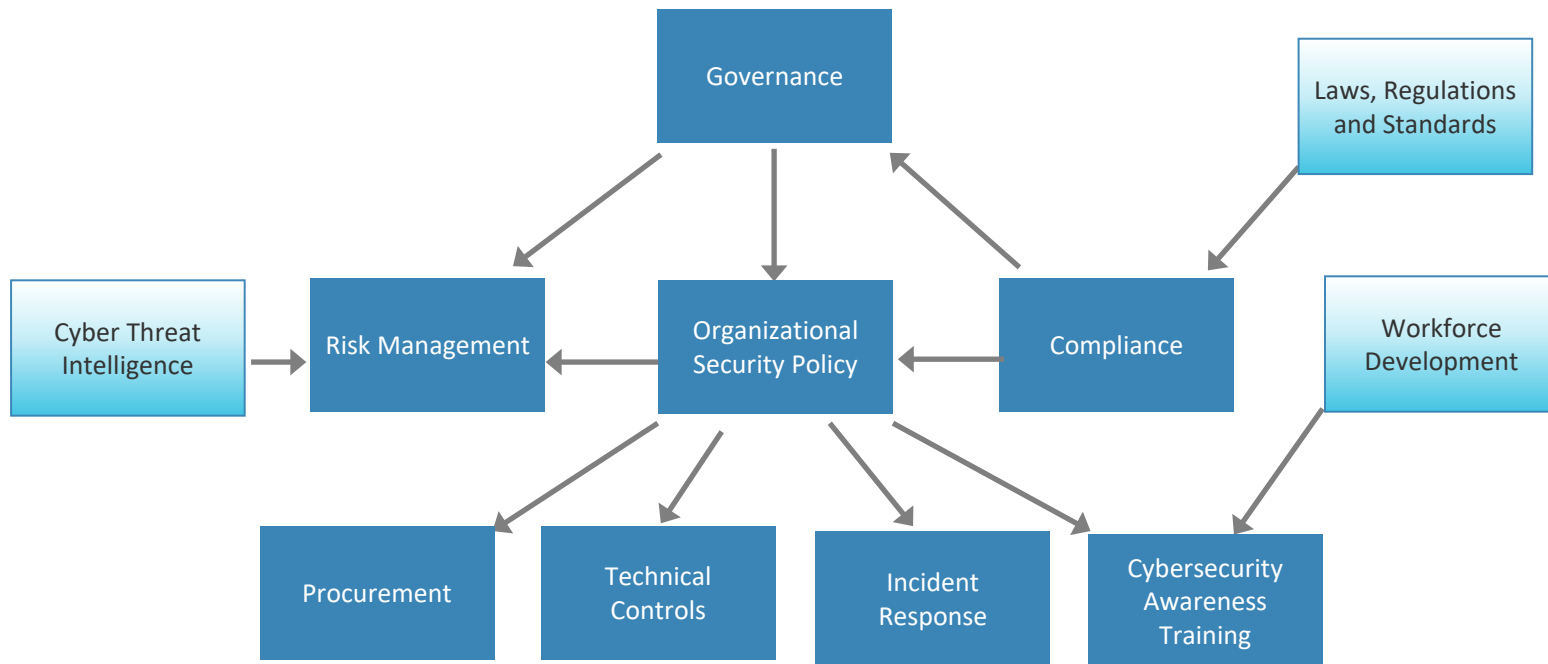 Governance
Laws, Regulations
and Standards
Cyber Threat
Intelligence
Risk Management
Organizational
Security Policy
Compliance
Workforce
Development
Procurement
Technical
Controls
Incident
Response
Cybersecurity
Awareness
Training